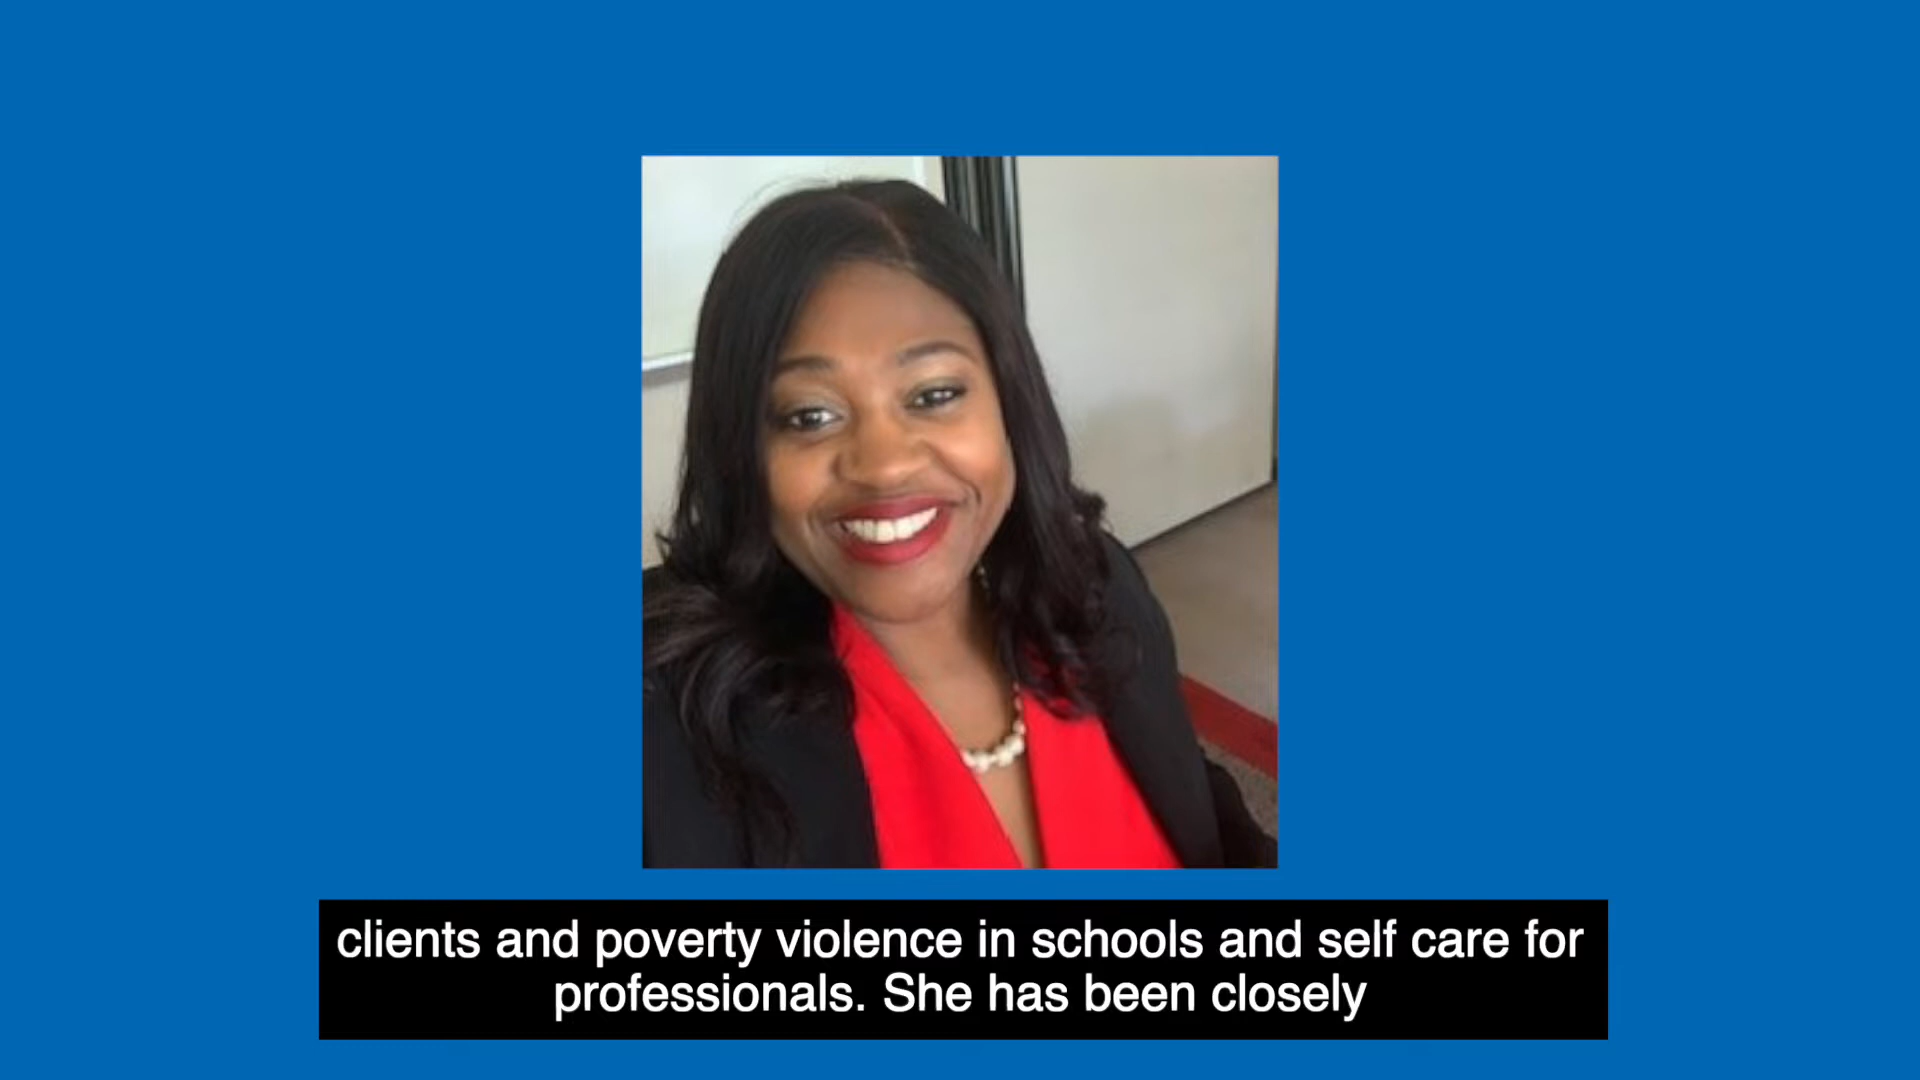 clients and poverty violence in schools and self care for
professionals. She has been closely